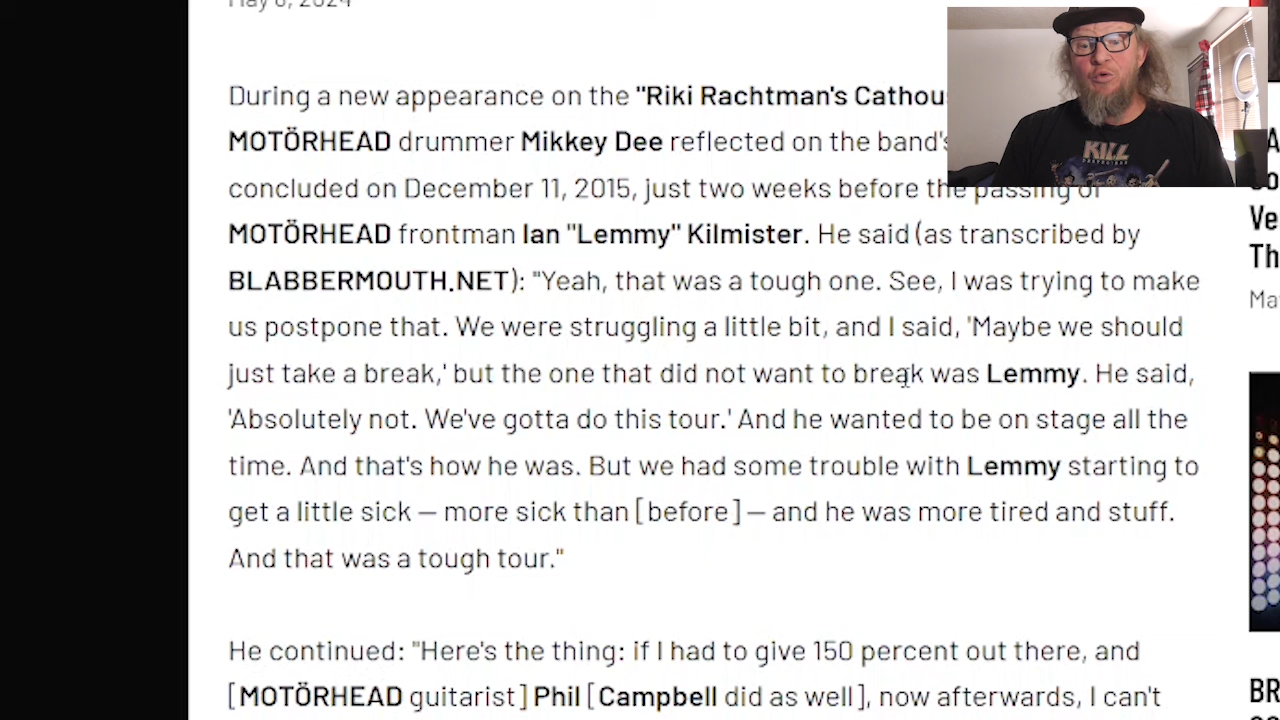 May 6, 2024
During a new appearance on the "Riki Rachtman's
MOTÖRHEAD drummer Mikkey Dee reflected on the band's
concluded on December 11, 2015, just two weeks before the passing of
MOTÖRHEAD frontman Ian "Lemmy" Kilmister. He said (as transcribed by
BLABBERMOUTH.NET): "Yeah, that was a tough one. See, I was trying to make
us postpone that. We were struggling a little bit, and I said, 'Maybe we should
just take a break,' but the one that did not want to break was Lemmy. He said,
'Absolutely not. We've gotta do this tour.' And he wanted to be on stage all the
time. And that's how he was. But we had some trouble with Lemmy starting to
get a little sick — more sick than [before] — and he was more tired and stuff.
And that was a tough tour."
He continued: "Here's the thing: if I had to give 150 percent out there, and
[MOTÖRHEAD guitarist] Phil [Campbell did as well], now afterwards, I can't
KILL
Ve
Th
BR